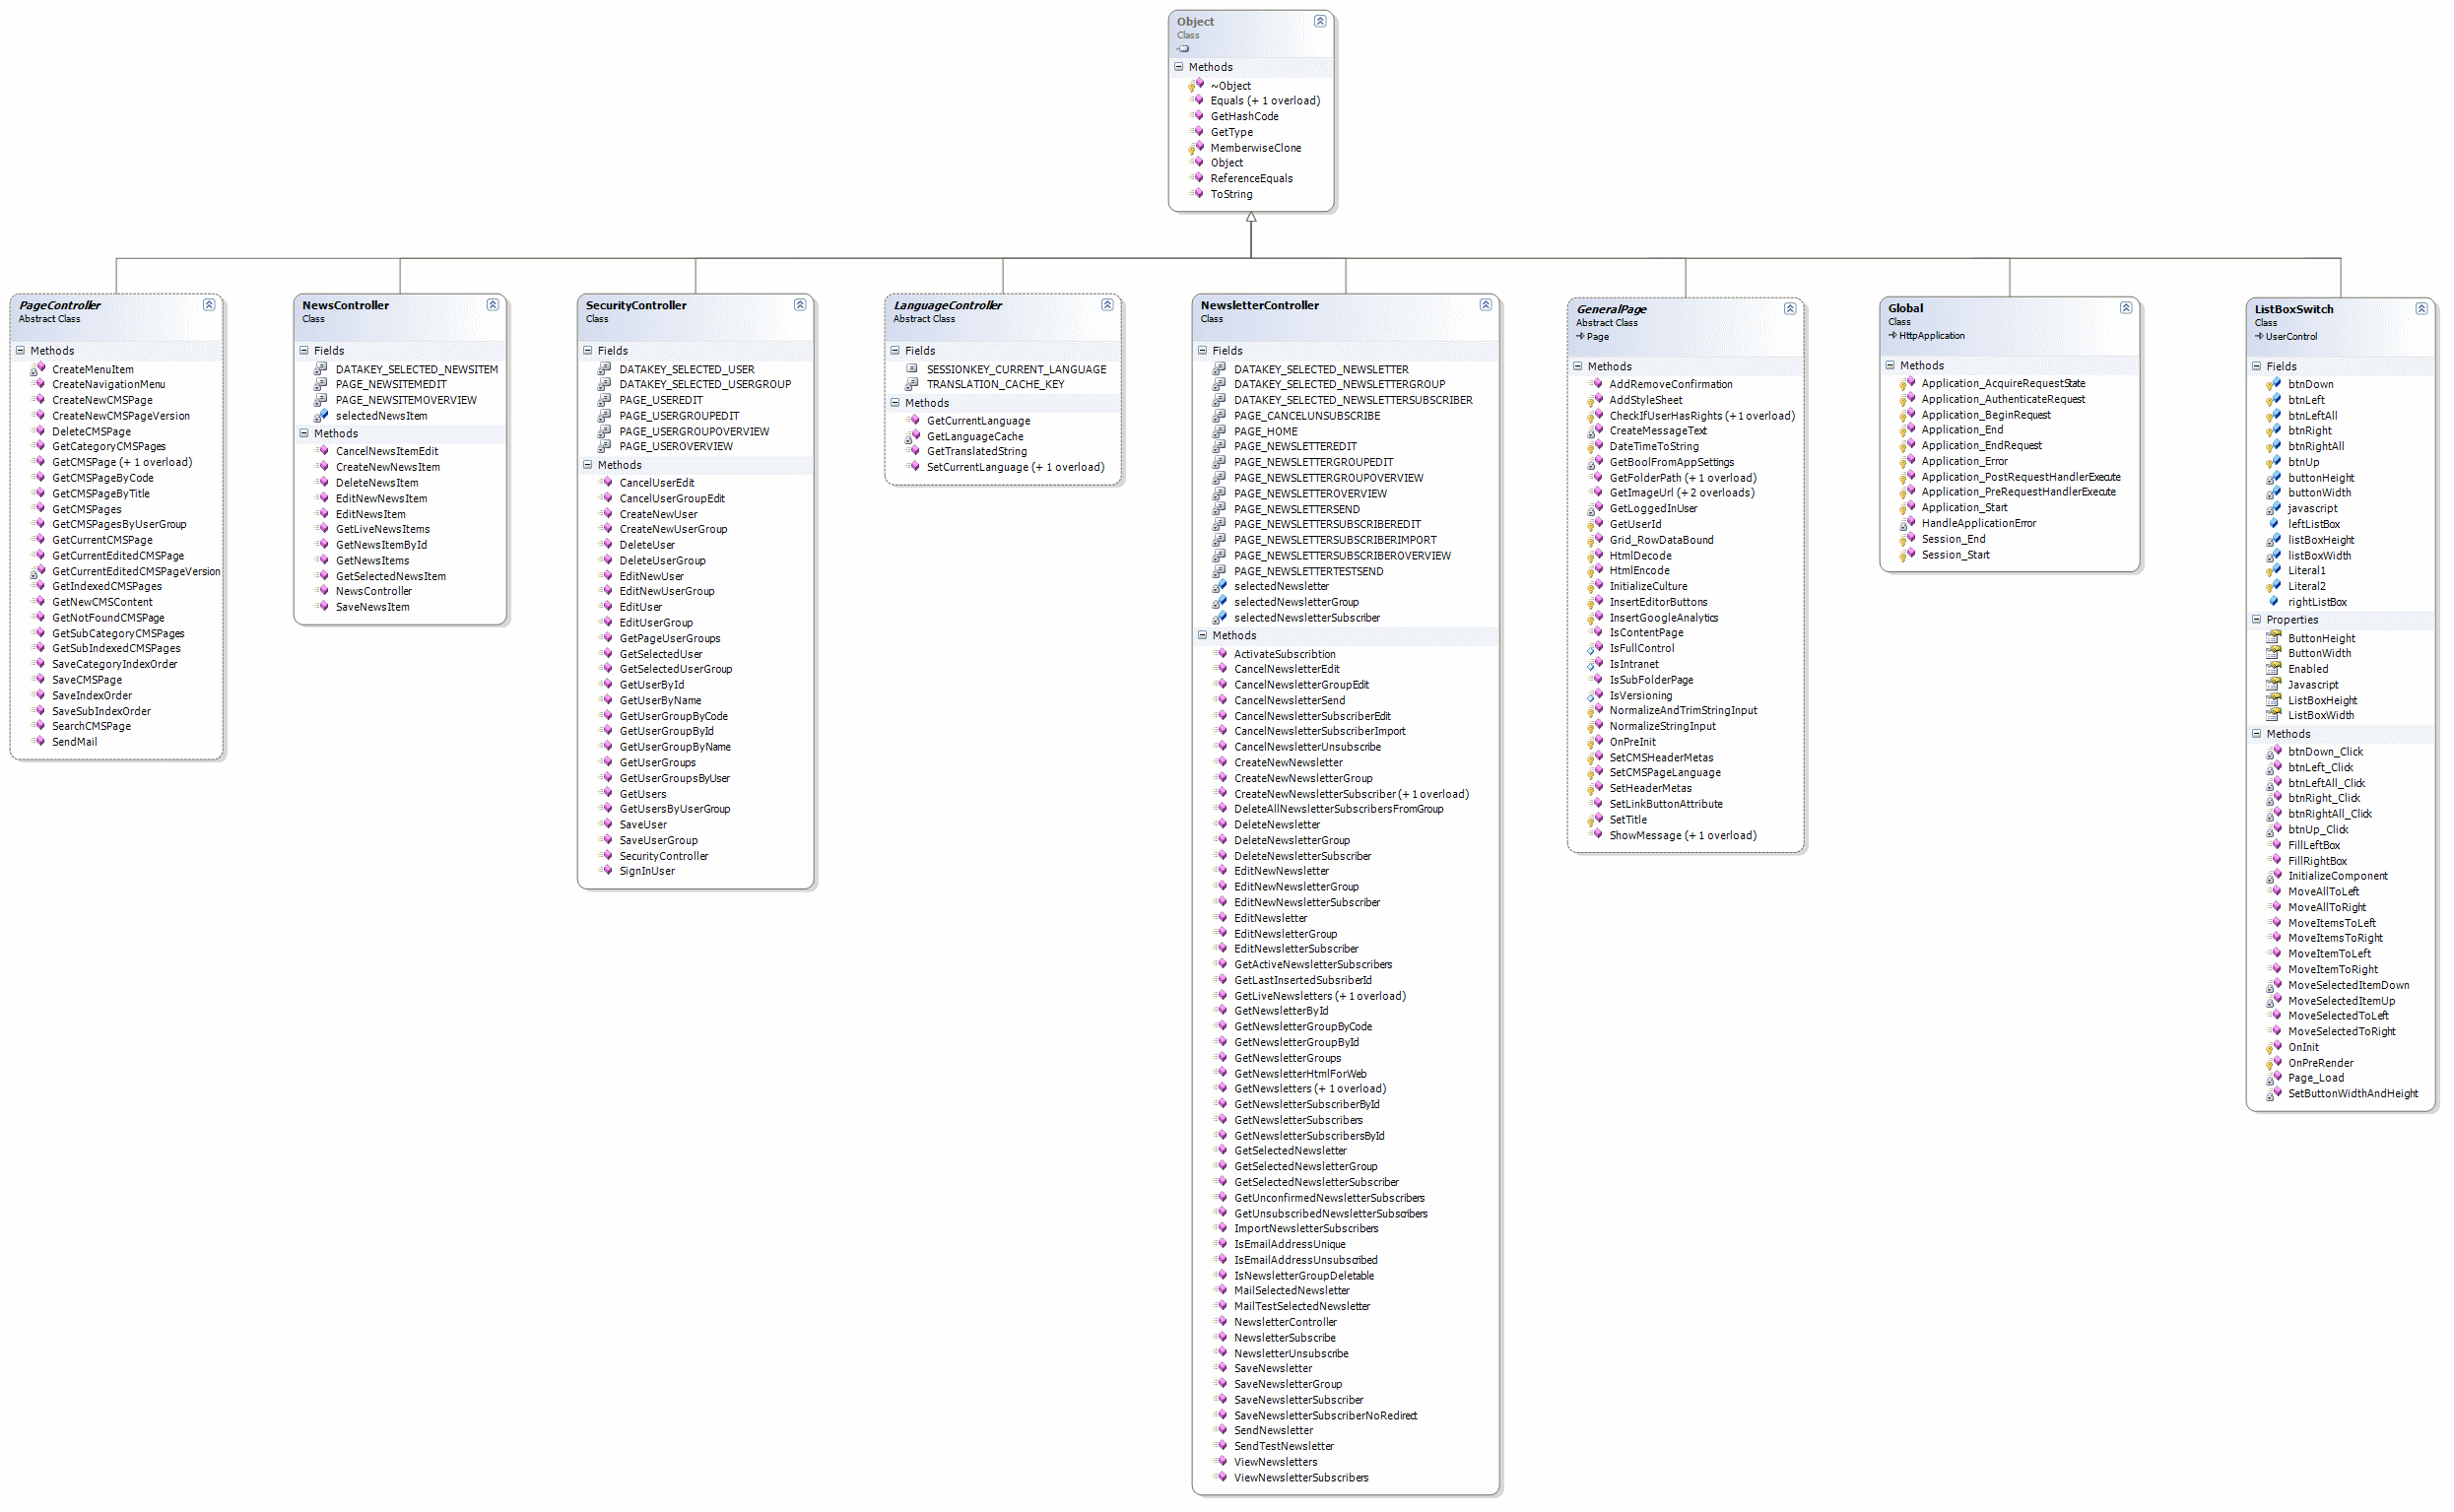 Object
Class
Methods
~Object
Equals (+ 1 overload)
GetHashCode
GetType
MemberwiseClone
Object
ReferenceEquals
ToString
PageController
Abstract Class
Methods
CreateMenuItem
CreateNavigationMenu
CreateNewCMSPage
CreateNewCMSPageVersion
DeleteCMSPage
GetCategoryCMSPages
GetCMSPage (+ 1 overload)
GetCMSPageByCode
GetCMSPageByTitle
GetCMSPages
GetCMSPagesByUserGroup
GetCurrentCMSPage
GetCurrentEditedCMSPage
GetCurrentEditedCMSPageVersion
GetIndexedCMSPages
GetNewCMSContent
GetNotFoundCMSPage
GetSubCategoryCMSPages
GetSubIndexedCMSPages
SaveCategoryIndexOrder
SaveCMSPage
SaveIndexOrder
SaveSubIndexOrder
SearchCMSPage
SendMail
NewsController
Class
Fields
DATAKEY_SELECTED_NEWSITEM
PAGE_NEWSITEMEDIT
PAGE_NEWSITEMOVERVIEW
selectedNewsItem
Methods
CancelNewsItemEdit
CreateNewNewsItem
DeleteNewsItem
EditNewNewsItem
EditNewsItem
GetLiveNewsItems
GetNewsItemById
GetNewsItems
GetSelectedNewsItem
NewsController
SaveNewsItem
SecurityController
Class
Fields
DATAKEY_SELECTED_USER
DATAKEY_SELECTED_USERGROUP
PAGE_USEREDIT
PAGE_USERGROUPEDIT
PAGE_USERGROUPOVERVIEW
PAGE_USEROVERVIEW
Methods
CancelUserEdit
CancelUserGroupEdit
CreateNewUser
CreateNewUserGroup
DeleteUser
DeleteUserGroup
EditNewUser
EditNewUserGroup
EditUser
EditUserGroup
GetPageUserGroups
GetSelectedUser
GetSelectedUserGroup
GetUserById
GetUserByName
GetUserGroupByCode
GetUserGroupById
GetUserGroupByName
GetUserGroups
GetUserGroupsByUser
GetUsers
GetUsersByUserGroup
SaveUser
SaveUserGroup
SecurityController
SignInUser
LanguageController
Abstract Class
Fields
SESSIONKEY_CURRENT_LANGUAGE
TRANSLATION_CACHE_KEY
Methods
GetCurrentLanguage
GetLanguageCache
GetTranslatedString
SetCurrentLanguage (+ 1 overload)
NewsletterController
Class
Fields
DATAKEY_SELECTED_NEWSLETTER
DATAKEY_SELECTED_NEWSLETTERGROUP
DATAKEY_SELECTED_NEWSLETTERSUBSCRIBER
PAGE_CANCELUNSUBSCRIBE
PAGE_HOME
PAGE_NEWSLETTEREDIT
PAGE_NEWSLETTERGROUPEDIT
PAGE_NEWSLETTERGROUPOVERVIEW
PAGE_NEWSLETTEROVERVIEW
PAGE_NEWSLETTERSEND
PAGE_NEWSLETTERSUBSCRIBEREDIT
PAGE_NEWSLETTERSUBSCRIBERIMPORT
PAGE_NEWSLETTERSUBSCRIBEROVERVIEW
PAGE_NEWSLETTERTESTSEND
selectedNewsletter
selectedNewsletterGroup
selectedNewsletterSubscriber
Methods
ActivateSubscribtion
CancelNewsletterEdit
CancelNewsletterGroupEdit
CancelNewsletterSend
CancelNewsletterSubscriberEdit
CancelNewsletterSubscriberImport
CancelNewsletterUnsubscribe
CreateNewNewsletter
CreateNewNewsletterGroup
CreateNewNewsletterSubscriber (+ 1 overload)
DeleteAllNewsletterSubscribersFromGroup
DeleteNewsletter
DeleteNewsletterGroup
DeleteNewsletterSubscriber
EditNewNewsletter
EditNewNewsletterGroup
EditNewNewsletterSubscriber
EditNewsletter
EditNewsletterGroup
EditNewsletterSubscriber
GetActiveNewsletterSubscribers
GetLastInsertedSubsriberId
GetLiveNewsletters (+ 1 overload)
GetNewsletterById
GetNewsletterGroupByCode
GetNewsletterGroupById
GetNewsletterGroups
GetNewsletterHtmlForWeb
GetNewsletters (+ 1 overload)
GetNewsletterSubscriberById
GetNewsletterSubscribers
GetNewsletterSubscribersById
GetSelectedNewsletter
GetSelectedNewsletterGroup
GetSelectedNewsletterSubscriber
GetUnconfirmedNewsletterSubscribers
GetUnsubscribedNewsletterSubscribers
ImportNewsletterSubscribers
IsEmailAddressUnique
IsEmailAddressUnsubscribed
IsNewsletterGroupDeletable
MailSelectedNewsletter
MailTestSelectedNewsletter
NewsletterController
NewsletterSubscribe
NewsletterUnsubscribe
SaveNewsletter
SaveNewsletterGroup
SaveNewsletterSubscriber
SaveNewsletterSubscriberNoRedirect
SendNewsletter
SendTestNewsletter
ViewNewsletters
ViewNewsletterSubscribers
GeneralPage
Abstract Class
Page
Methods
AddRemoveConfirmation
AddStyleSheet
CheckIfUserHasRights (+ 1 overload)
CreateMessageText
DateTimeToString
GetBoolFromAppSettings
GetFolderPath (+ 1 overload)
GetImageUrl (+ 2 overloads)
GetLoggedInUser
GetUserId
Grid_RowDataBound
HtmlDecode
HtmlEncode
InitializeCulture
InsertEditorButtons
InsertGoogleAnalytics
IsContentPage
IsFullControl
IsIntranet
IsSubFolderPage
IsVersioning
NormalizeAndTrimStringInput
NormalizeStringInput
OnPreInit
SetCMSHeaderMetas
SetCMSPageLanguage
SetHeaderMetas
SetLinkButtonAttribute
SetTitle
ShowMessage (+ 1 overload)
Global
Class
HttpApplication
Methods
Application_AcquireRequestState
Application_AuthenticateRequest
Application_BeginRequest
Application_End
Application_EndRequest
Application_Error
Application_PostRequestHandlerExecute
Application_PreRequestHandlerExecute
Application_Start
HandleApplicationError
Session_End
Session_Start
ListBoxSwitch
Class
UserControl
Fields
btnDown
btnLeft
btnLeftAll
btnRight
btnRightAll
btnUp
buttonHeight
buttonWidth
javascript
leftListBox
listBoxHeight
listBoxWidth
Literal1
Literal2
rightListBox
Properties
ButtonHeight
ButtonWidth
Enabled
Javascript
ListBoxHeight
ListBoxWidth
Methods
btnDown_Click
btnLeft_Click
btnLeftAll_Click
btnRight_Click
btnRightAll_Click
btnUp_Click
FillLeftBox
FillRightBox
InitializeComponent
MoveAllToLeft
MoveAllToRight
MoveItemsToLeft
MoveItemsToRight
MoveItemToLeft
MoveItemToRight
MoveSelectedItemDown
MoveSelectedItemUp
MoveSelectedToLeft
MoveSelectedToRight
OnInit
OnPreRender
Page_Load
SetButtonWidthAndHeight